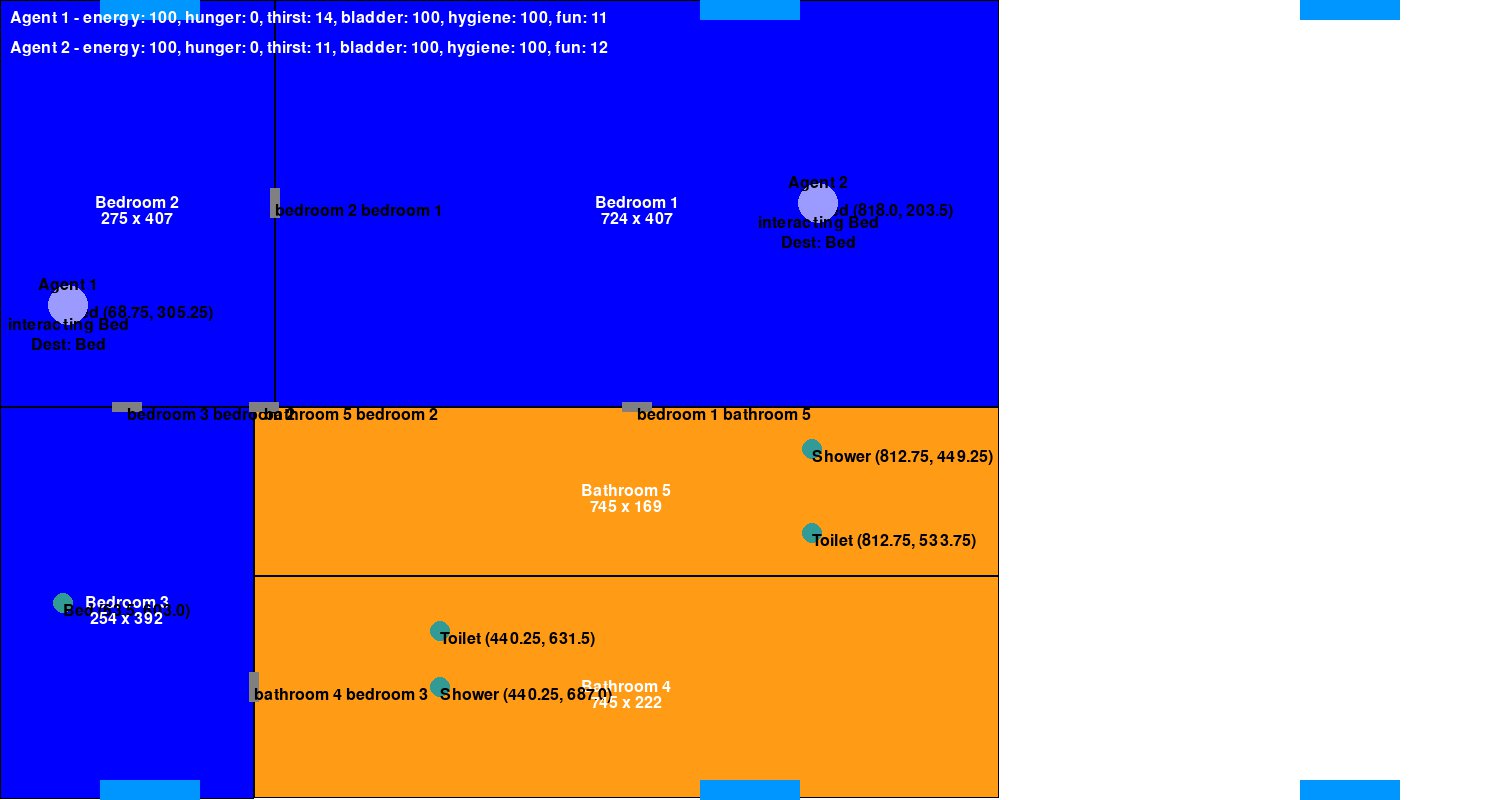 Agent 1 - energy: 100, hunger: 0, thirst: 14, bladder: 100, hygiene: 100, fun: 11
Agent 2 - energy: 100, hunger: 0, thirst: 11, bladder: 100, hygiene: 100, fun: 12
Agent 2
Bedroom 2
275 x 407
bedroom 2 bedroom 1
Bedroom 1
724 x 407
d (818.0, 203.5)
interacting Bed
Dest: Bed
Agent 1
d (68.75, 305.25)
interacting Bed
Dest: Bed
bedroom 3 bedroom 2
bathroom 5 bedroom 2
bedroom 1 bathroom 5
Shower (812.75, 449.25)
Bathroom 5
745 x 169
Toilet (812.75, 533.75)
Bedroom 3
254 x 392
Bed
Toilet (440.25, 631.5)
bathroom 4 bedroom 3
Shower (440.25, 687.0)
Bathroom 4
745 x 222